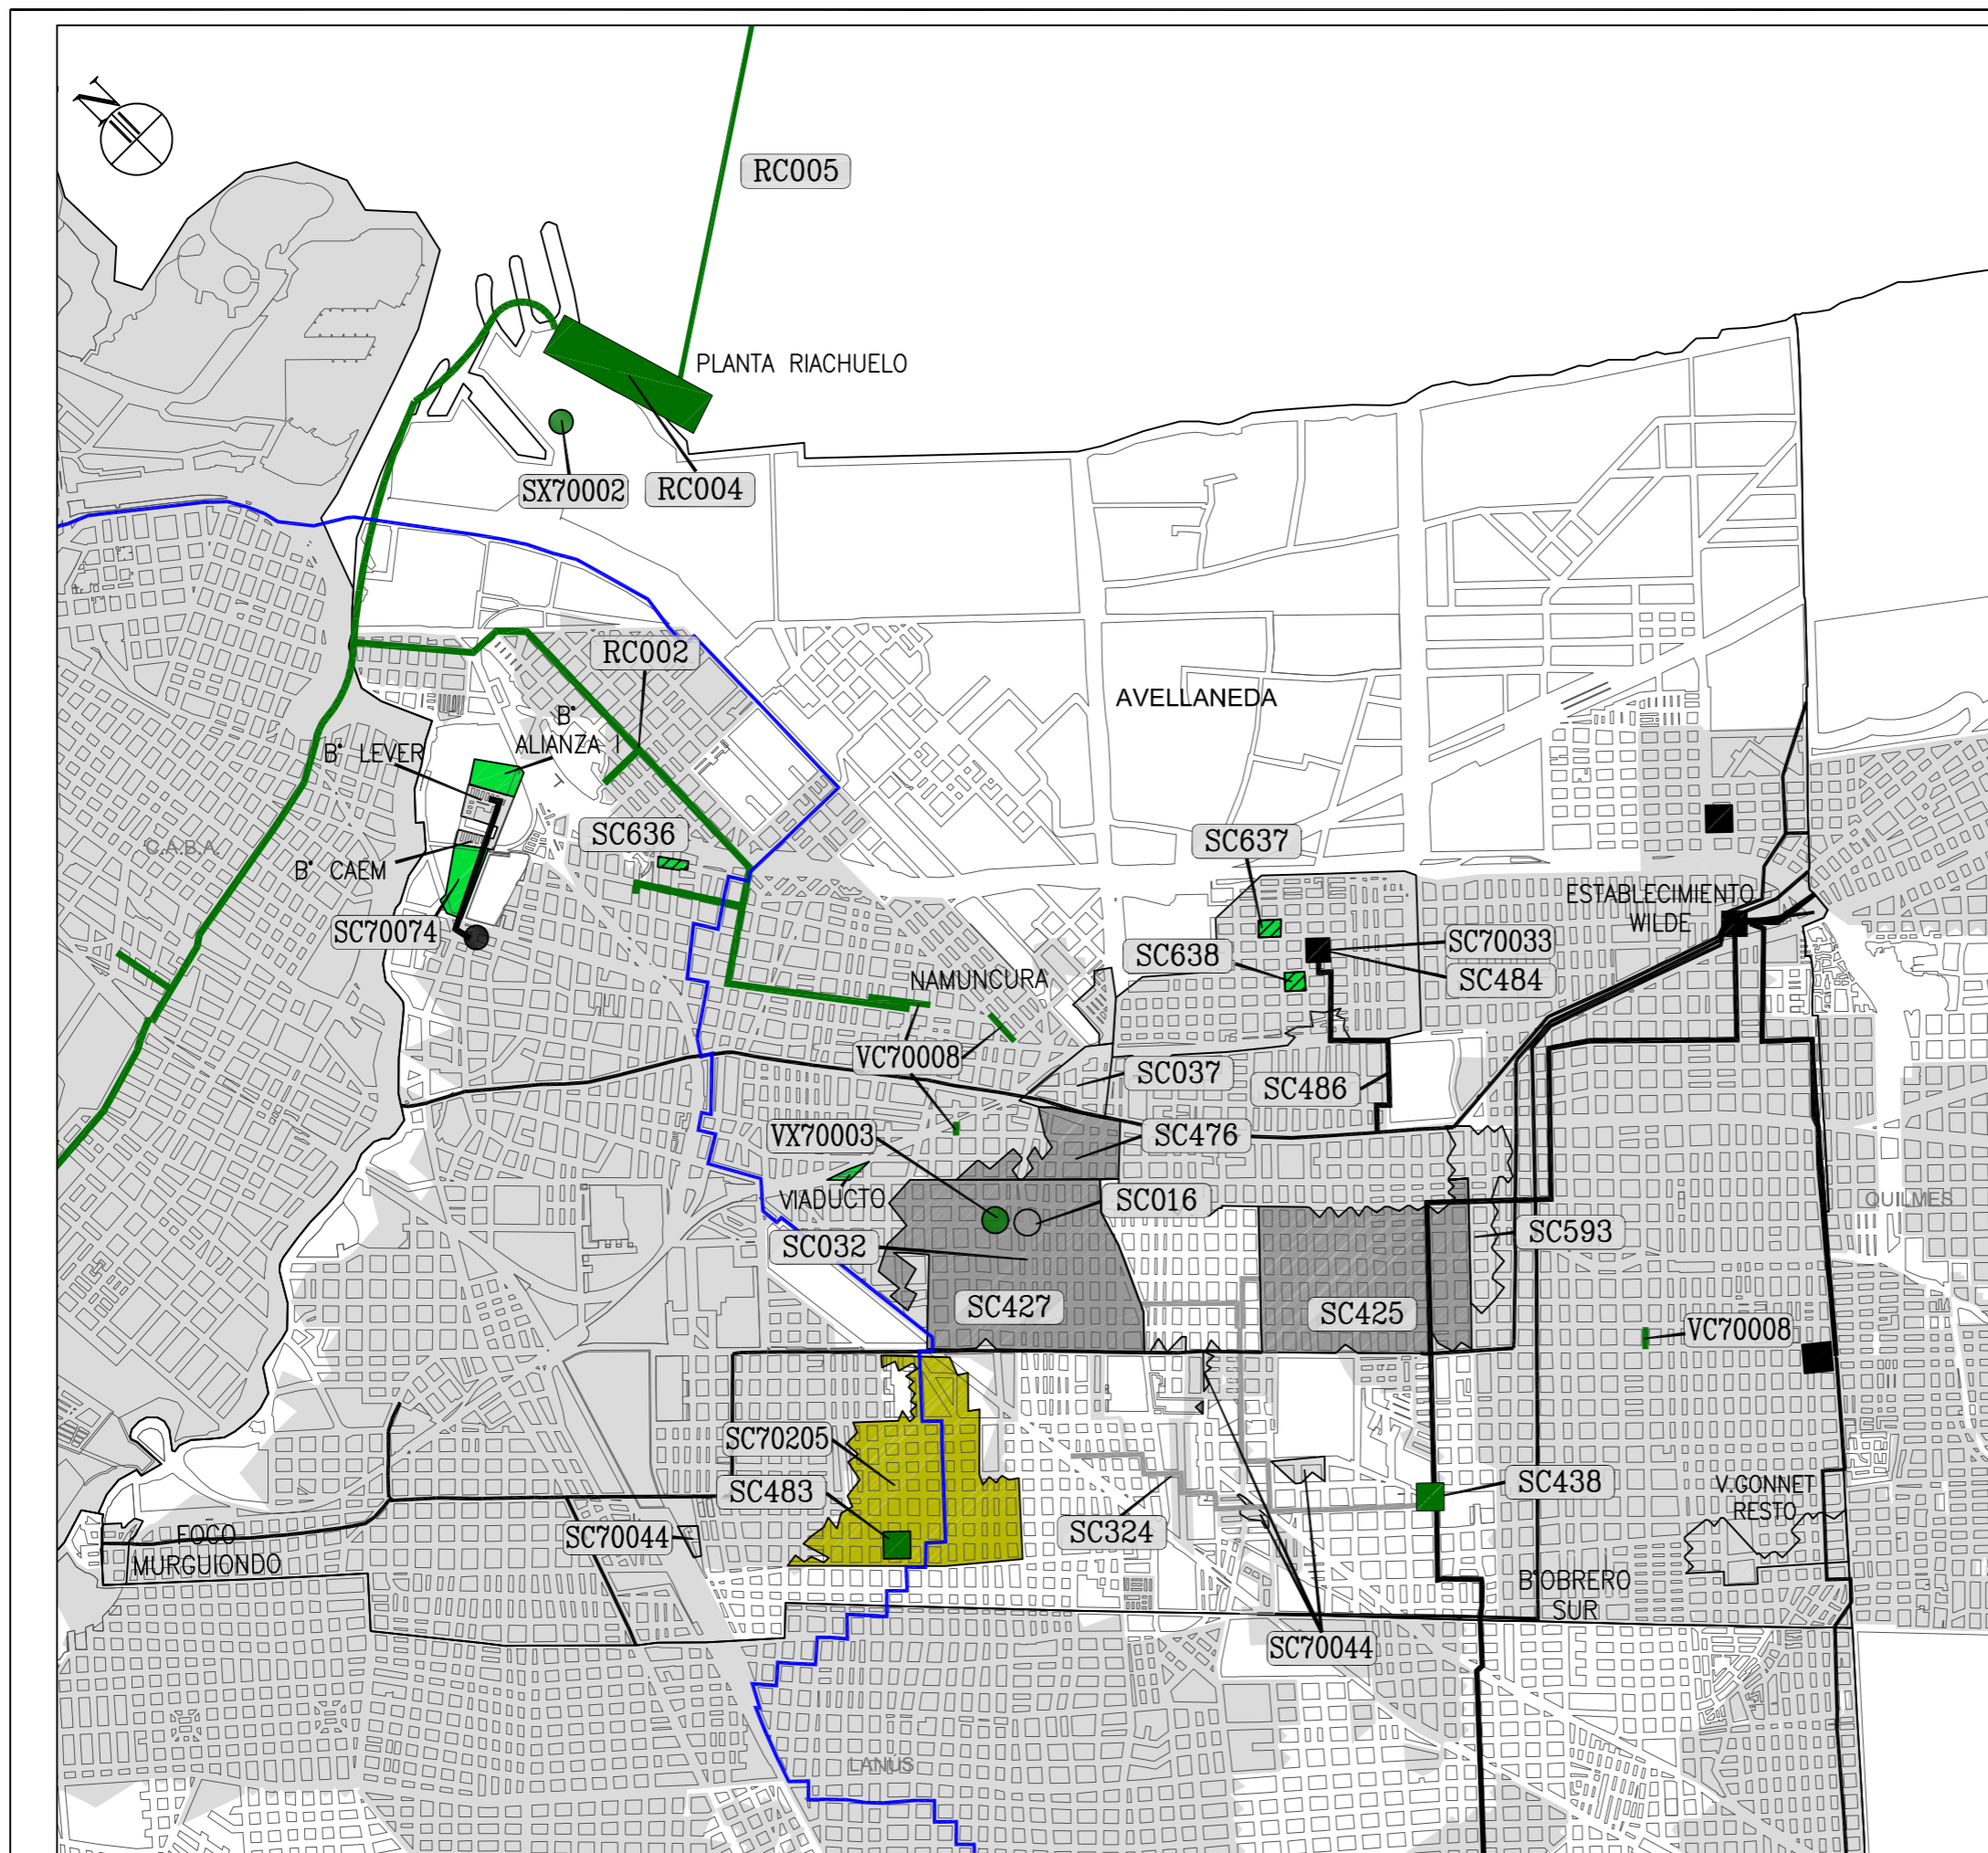 N
RC005
PLANTA RIACHUELO
SX70002
RC004
RC002
AVELLANEDA
B°
ALIANZA I
B° LEVER
SC636
SC637
C.A.B.A.
B° CAEM
ESTABLECIMIENTO
WILDE
SC70074
SC70033
SC638
NAMUNCURA
SC484
VC70008
SC037
SC486
VX70003
SC476
VIADUCTO
SC016
QUILMES
SC032
SC593
SC427
SC425
VC70008
SC70205
SC483
SC438
V.GONNET
RESTO
SC70044
SC324
FOCO
MURGUIONDO
B°OBRERO
SUR
SC70044
LANÚS